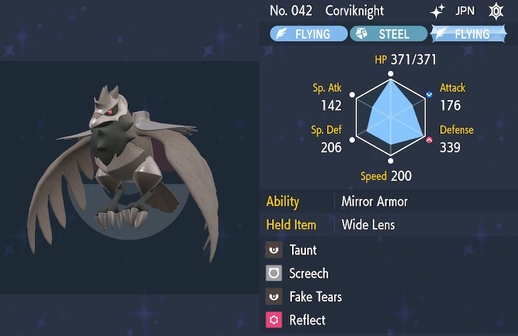 No. 042 Corviknight JPN
FLYING STEEL FLYING
HP 371/371
Sp. Atk Attack
142 176
Sp. Def Defense
206 339
Speed 200
Ability Mirror Armor
Held Item Wide Lens
Taunt
Screech
Fake Tears
Reflect